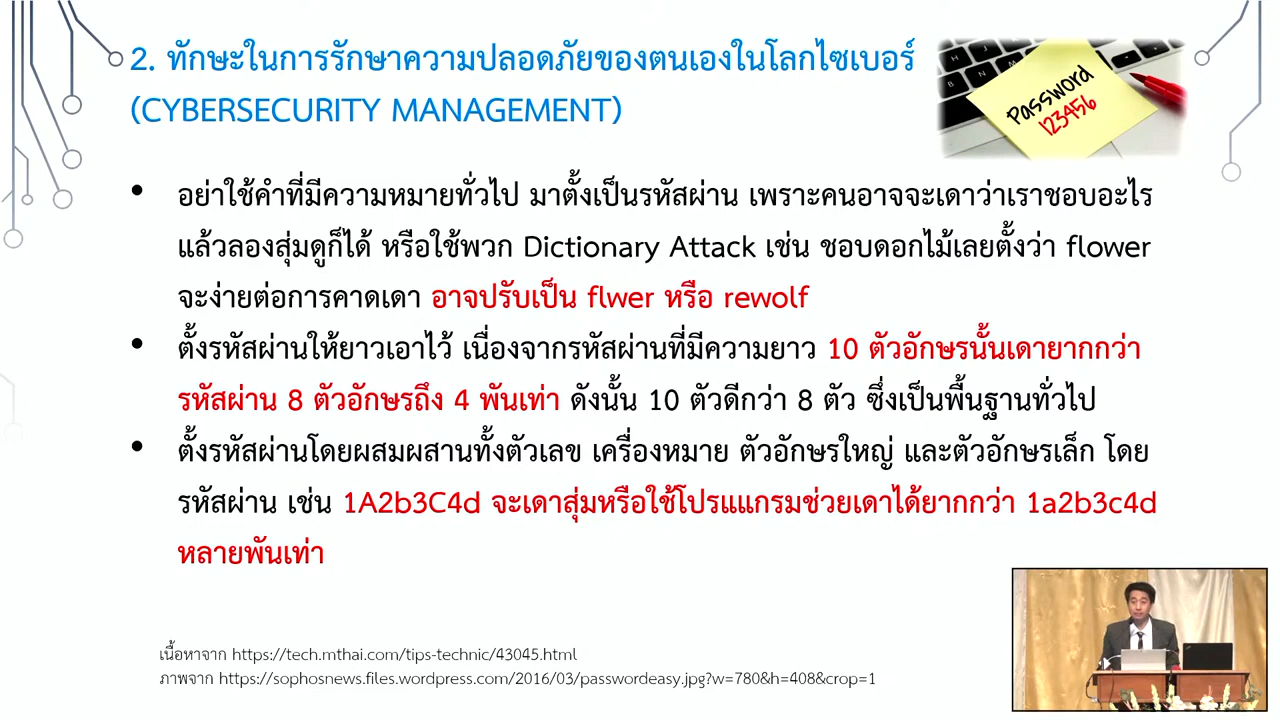 2. ทักษะในการรักษาความปลอดภัยของตนเองในโลกไซเบอร์
(CYBERSECURITY MANAGEMENT)
Password
123456
• อย่าใช้คำที่มีความหมายทั่วไป มาตั้งเป็นรหัสผ่าน เพราะคนอาจจะเดาว่าเราชอบอะไร
แล้วลองสุ่มดูก็ได้ หรือใช้พวก Dictionary Attack เช่น ชอบดอกไม้เลยตั้งว่า flower
จะง่ายต่อการคาดเดา อาจปรับเป็น flwer หรือ rewolf
• ตั้งรหัสผ่านให้ยาวเอาไว้ เนื่องจากรหัสผ่านที่มีความยาว 10 ตัวอักษรนั้นเดายากกว่า
รหัสผ่าน 8 ตัวอักษรถึง 4 พันเท่า ดังนั้น 10 ตัวดีกว่า 8 ตัว ซึ่งเป็นพื้นฐานทั่วไป
• ตั้งรหัสผ่านโดยผสมผสานทั้งตัวเลข เครื่องหมาย ตัวอักษรใหญ่ และตัวอักษรเล็ก โดย
รหัสผ่าน เช่น 1A2b3C4d จะเดาสุ่มหรือใช้โปรแแกรมช่วยเดาได้ยากกว่า 1a2b3c4d
หลายพันเท่า
เนื้อหาจาก https://tech.mthai.com/tips-technic/43045.html
ภาพจาก https://sophosnews.files.wordpress.com/2016/03/passwordeasy.jpg?w=780&h=408&crop=1